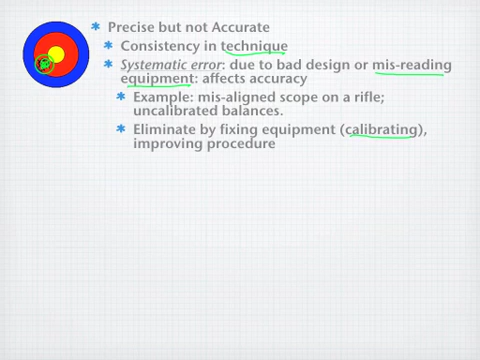 * Precise but not Accurate
* Consistency in technique
* Systematic error: due to bad design or mis-reading
equipment: affects accuracy
* Example: mis-aligned scope on a rifle;
uncalibrated balances.
* Eliminate by fixing equipment (calibrating),
improving procedure